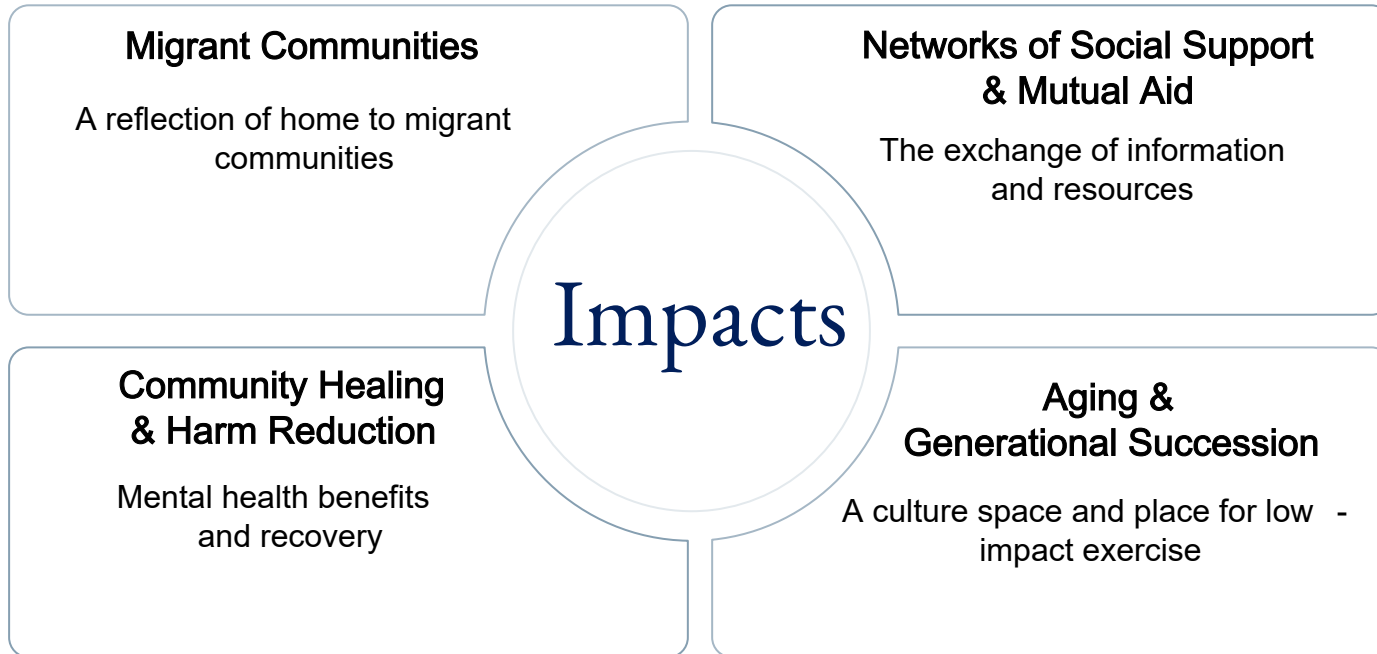 Migrant Communities
A reflection of home to migrant
communities
Networks of Social Support
& Mutual Aid
The exchange of information
and resources
Impacts
Community Healing
& Harm Reduction
Mental health benefits
and recovery
Aging &
Generational Succession
A culture space and place for low -
impact exercise